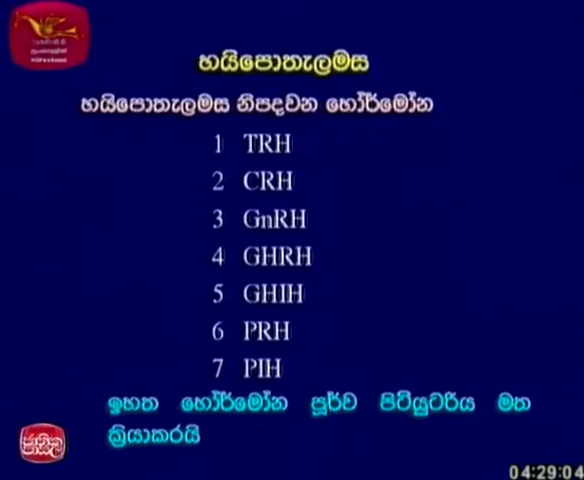 හයිපොතැලමස
හයිපොතැලමස නිපදවන හෝර්මෝන
1 TRH
2 CRH
3 GnRH
4 GHRH
5 GHIH
6 PRH
7 PIH
ඉහත හෝර්මෝන පූර්ව පිටියුටරිය මත
ක්‍රියාකරයි
04:29:04